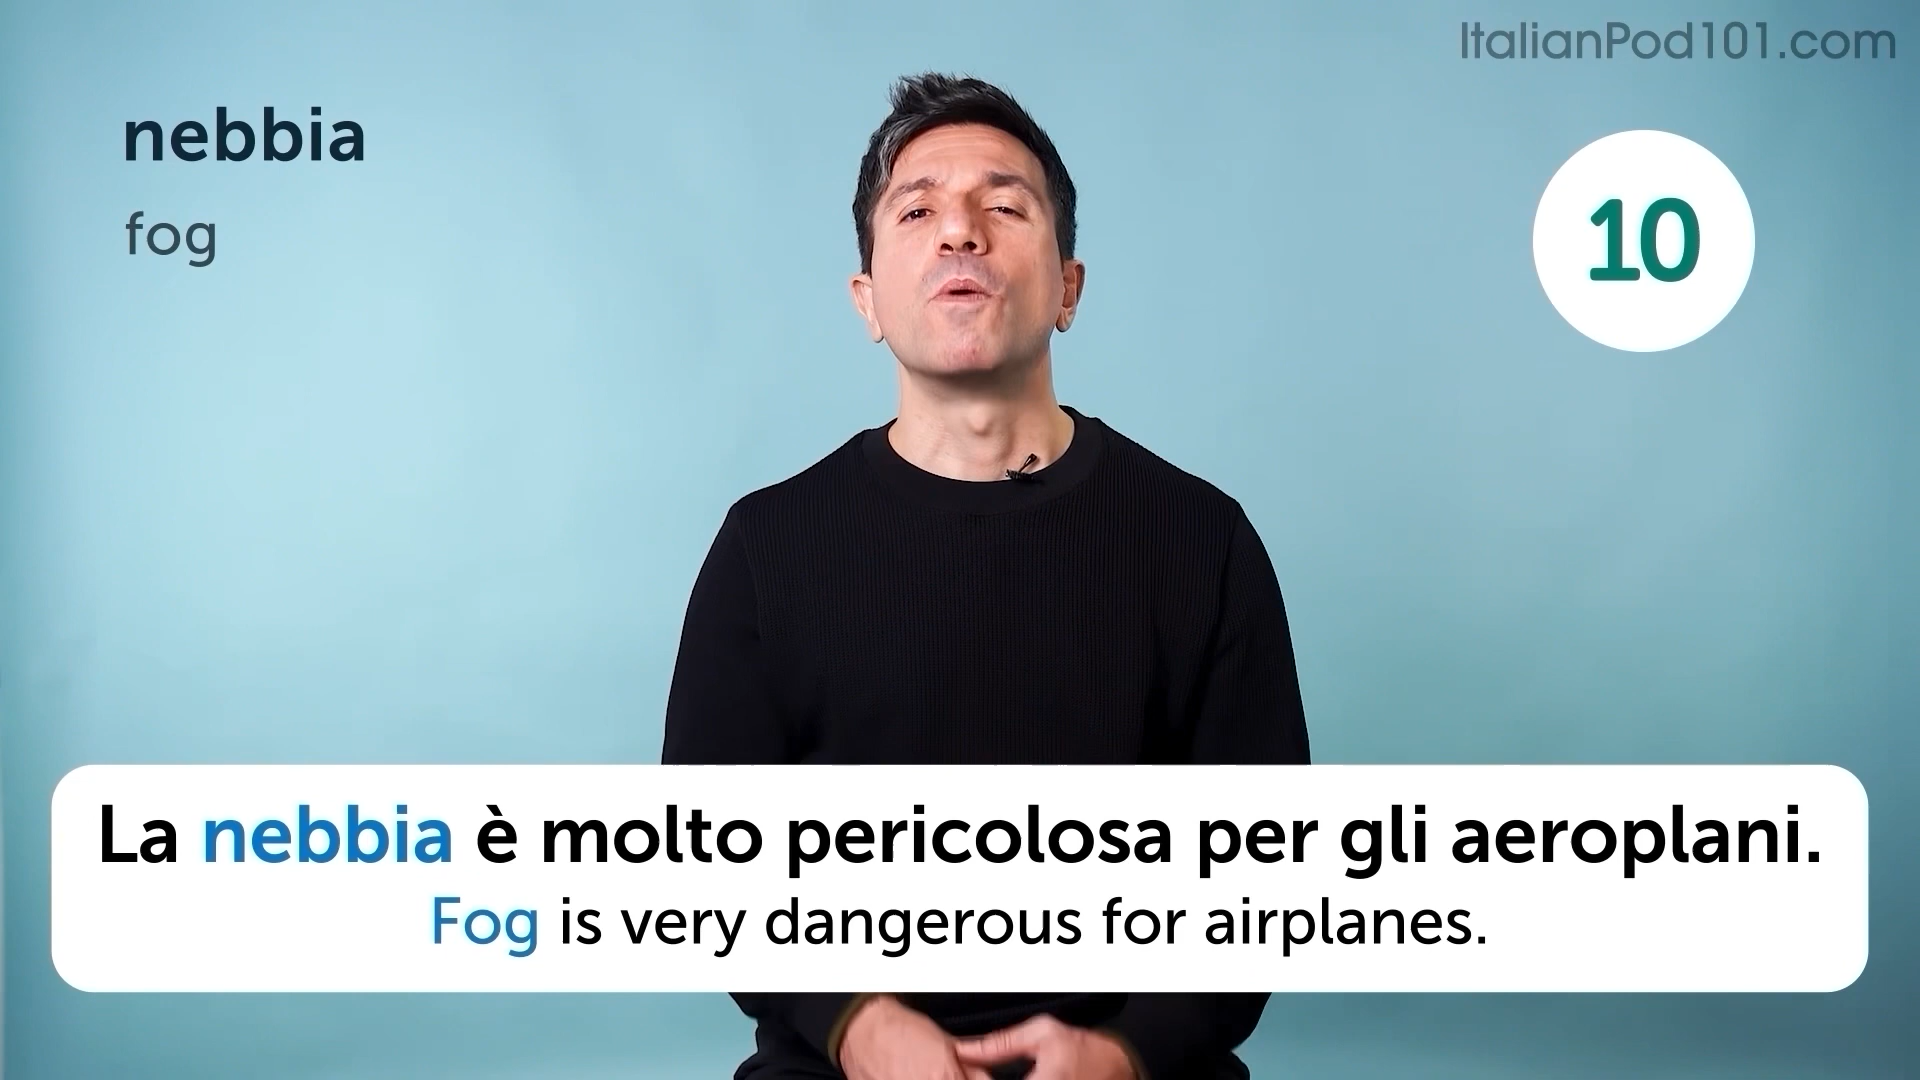 ItalianPod101.com
nebbia
fog
10
La nebbia è molto pericolosa per gli aeroplani.
Fog is very dangerous for airplanes.